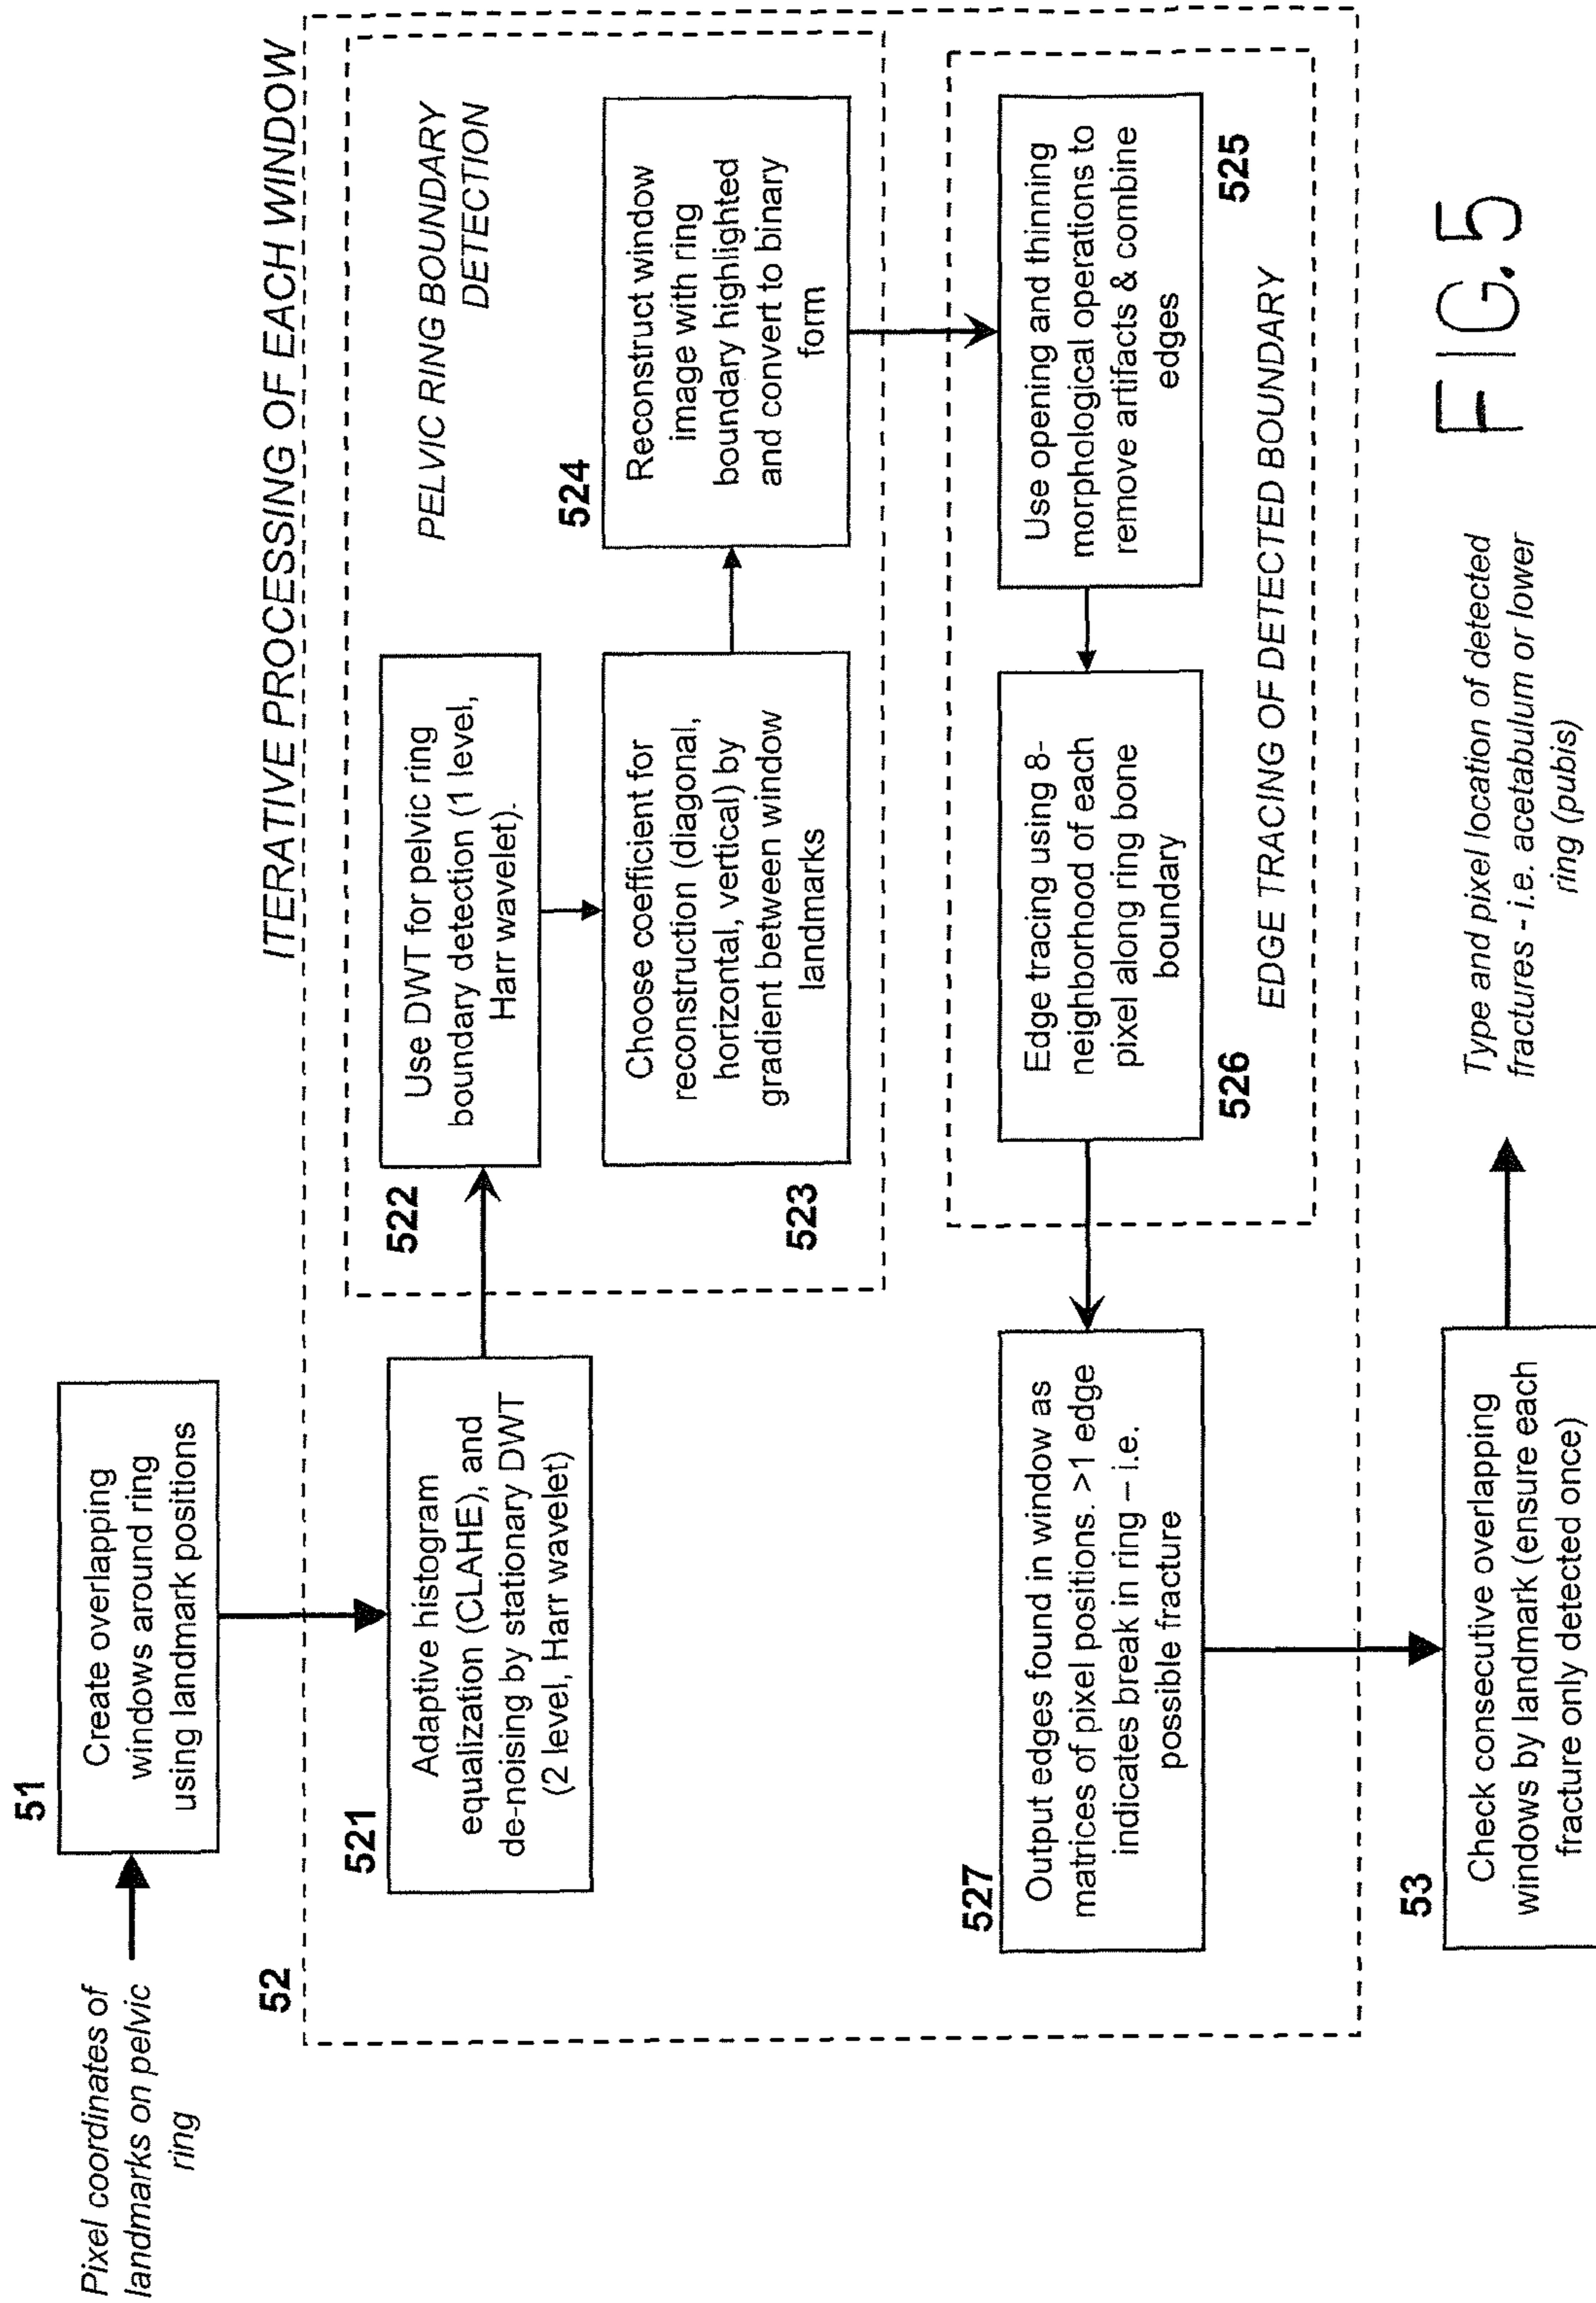 Pixel coordinates of
landmarks on pelvic
ring
51
Create overlapping
windows around ring
using landmark positions
52
ITERATIVE PROCESSING OF EACH WINDOW
521
Adaptive histogram
equalization (CLAHE), and
de-noising by stationary DWT
(2 level, Harr wavelet)
PELVIC RING BOUNDARY
DETECTION
522
Use DWT for pelvic ring
boundary detection (1 level,
Harr wavelet).
523
Choose coefficient for
reconstruction (diagonal,
horizontal, vertical) by
gradient between window
landmarks
524
Reconstruct window
image with ring
boundary highlighted
and convert to binary
form
Use opening and thinning
morphological operations to
remove artifacts & combine
edges
525
Edge tracing using 8-
neighborhood of each
pixel along ring bone
boundary
526
EDGE TRACING OF DETECTED BOUNDARY
527
Output edges found in window as
matrices of pixel positions. >1 edge
indicates break in ring – i.e.
possible fracture
53
Check consecutive overlapping
windows by landmark (ensure each
fracture only detected once)
Type and pixel location of detected
fractures - i.e. acetabulum or lower
ring (pubis)
FIG.5